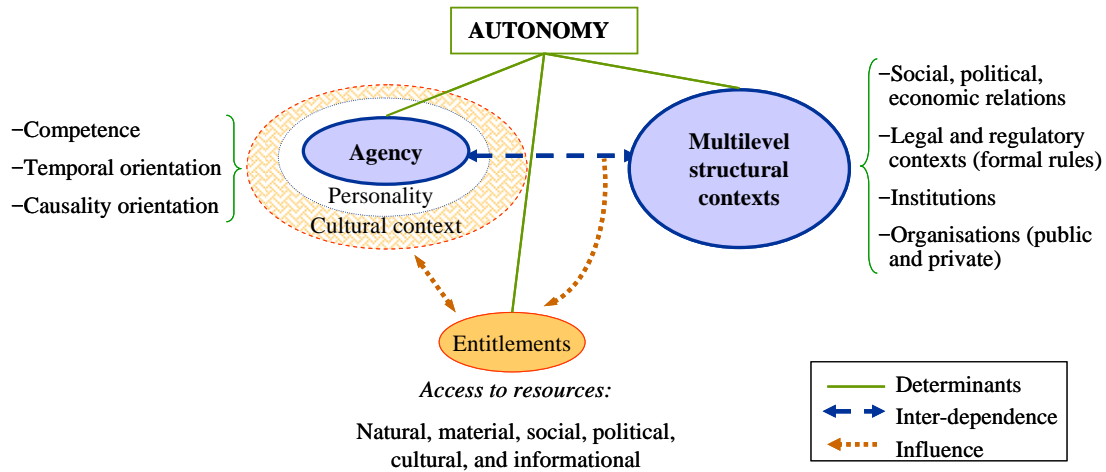 AUTONOMY
−Competence
−Temporal orientation
−Causality orientation
Agency
Personality
Cultural context
Multilevel
structural
contexts
−Social, political,
economic relations
−Legal and regulatory
contexts (formal rules)
−Institutions
−Organisations (public
and private)
Entitlements
Access to resources:
Natural, material, social, political,
cultural, and informational
Determinants
Inter-dependence
Influence